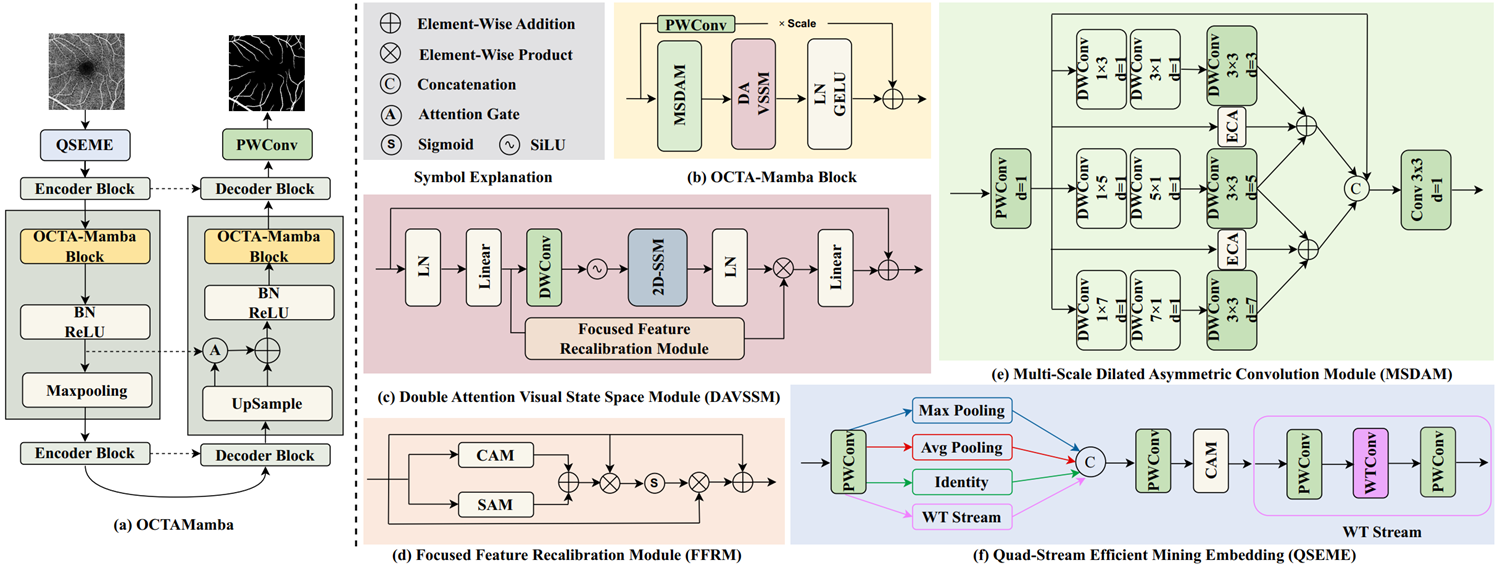 QSEME
Encoder Block
OCTA-Mamba
Block
BN
ReLU
Maxpooling
Encoder Block
PWConv
Decoder Block
OCTA-Mamba
Block
BN
ReLU
A
UpSample
Decoder Block
(a) OCTAMamba
Element-Wise Addition
Element-Wise Product
C
Concatenation
A
Attention Gate
S
Sigmoid
SiLU
Symbol Explanation
PWConv
× Scale
MSDAM
DA
VSSM
LN
GELU
(b) OCTA-Mamba Block
LN
Linear
DWConv
2D-SSM
LN
Linear
Focused Feature
Recalibration Module
(c) Double Attention Visual State Space Module (DAVSSM)
CAM
SAM
S
(d) Focused Feature Recalibration Module (FFRM)
PWConv
d=1
DWConv
1×3
d=1
DWConv
3×1
d=1
DWConv
3×3
d=3
ECA
DWConv
1×5
d=1
DWConv
5×1
d=1
DWConv
3×3
d=5
ECA
DWConv
1×7
d=1
DWConv
7×1
d=1
DWConv
3×3
d=7
C
Conv 3x3
d=1
(e) Multi-Scale Dilated Asymmetric Convolution Module (MSDAM)
PWConv
Max Pooling
Avg Pooling
Identity
WT Stream
C
PWConv
CAM
PWConv
WTConv
PWConv
WT Stream
(f) Quad-Stream Efficient Mining Embedding (QSEME)